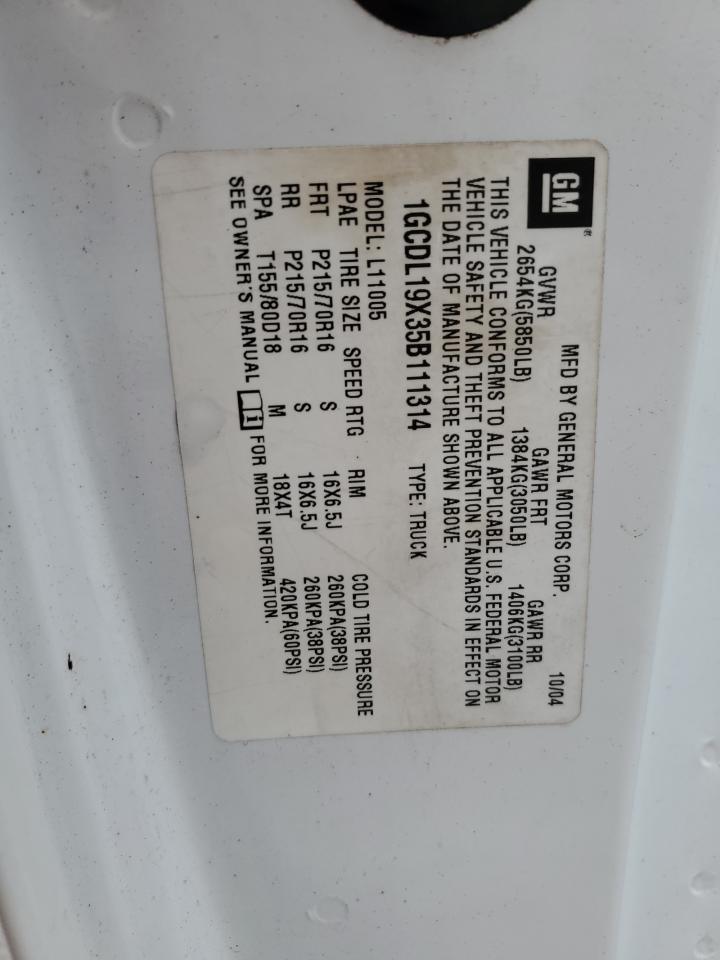 GM®
MFD BY GENERAL MOTORS CORP. 10/04
GVWR GAWR FRT GAWR RR
2654KG(5850LB) 1384KG(3050LB) 1406KG(3100LB)
THIS VEHICLE CONFORMS TO ALL APPLICABLE U.S. FEDERAL MOTOR
VEHICLE SAFETY AND THEFT PREVENTION STANDARDS IN EFFECT ON
THE DATE OF MANUFACTURE SHOWN ABOVE.
1GCDL19X35B111314 TYPE: TRUCK
MODEL: L11005
LPAE TIRE SIZE SPEED RTG RIM COLD TIRE PRESSURE
FRT P215/70R16 S 16X6.5J 260KPA(38PSI)
RR P215/70R16 S 16X6.5J 260KPA(38PSI)
SPA T155/80D18 M 18X4T 420KPA(60PSI)
SEE OWNER'S MANUAL i FOR MORE INFORMATION.